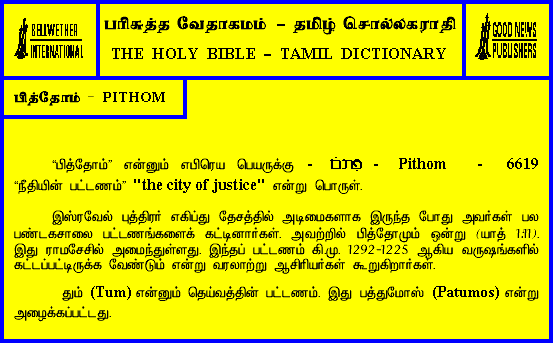 BELLWETHER
INTERNATIONAL
பரிசுத்த வேதாகமம் - தமிழ் சொல்லகராதி
THE HOLY BIBLE - TAMIL DICTIONARY
GOOD NEWS
PUBLISHERS
பித்தோம் - PITHOM
"பித்தோம்" என்னும் எபிரெய பெயருக்கு - פתם - Pithom - 6619
"நீதியின் பட்டணம்" "the city of justice" என்று பொருள்.
இஸ்ரவேல் புத்திரர் எகிப்து தேசத்தில் அடிமைகளாக இருந்த போது அவர்கள் பல
பண்டகசாலை பட்டணங்களைக் கட்டினார்கள். அவற்றில் பித்தோமும் ஒன்று (யாத் 1:11).
இது ராமசேசில் அமைந்துள்ளது. இந்தப் பட்டணம் கி.மு. 1292-1225 ஆகிய வருஷங்களில்
கட்டப்பட்டிருக்க வேண்டும் என்று வரலாற்று ஆசிரியர்கள் கூறுகிறார்கள்.
தும் (Tum) என்னும் தெய்வத்தின் பட்டணம். இது பத்துமோஸ் (Patumos) என்று
அழைக்கப்பட்டது.